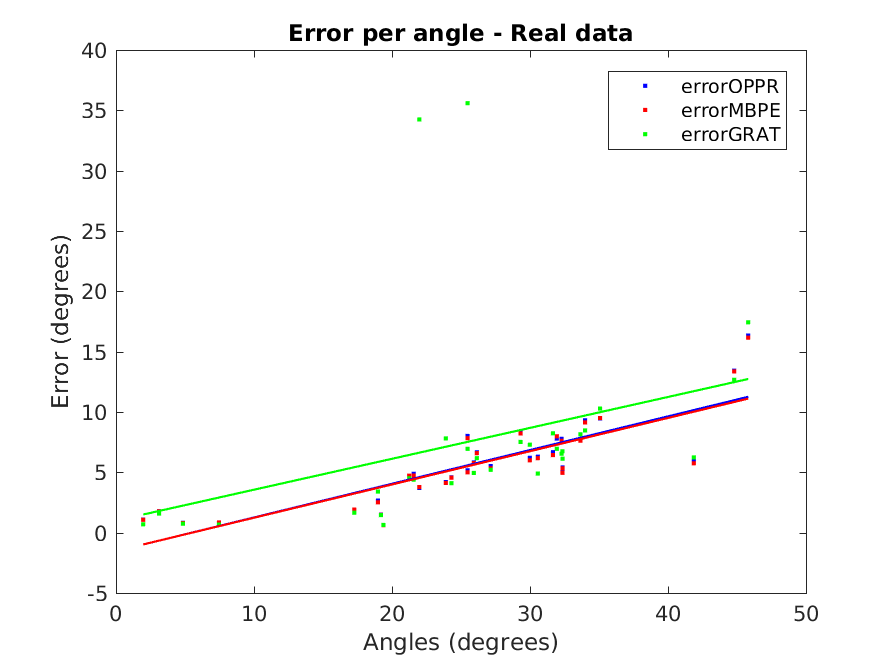 Error per angle - Real data
errorOPPR
errorMBPE
errorGRAT
Error (degrees)
40
35
30
25
20
15
10
5
0
-5
0 10 20 30 40 50
Angles (degrees)